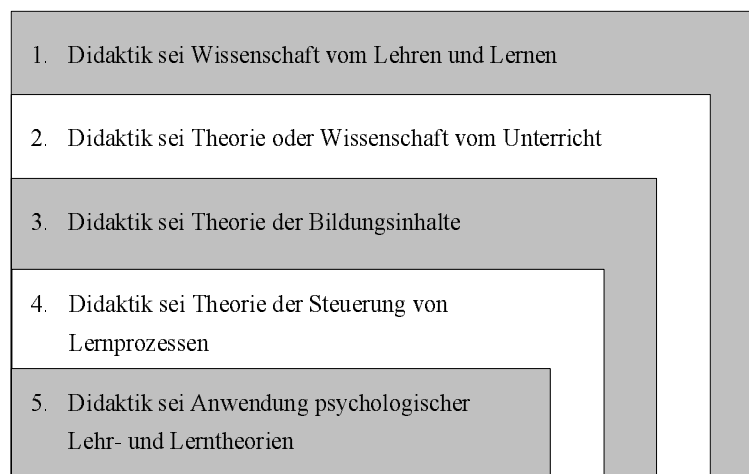 1. Didaktik sei Wissenschaft vom Lehren und Lernen
2. Didaktik sei Theorie oder Wissenschaft vom Unterricht
3. Didaktik sei Theorie der Bildungsinhalte
4. Didaktik sei Theorie der Steuerung von
Lernprozessen
5. Didaktik sei Anwendung psychologischer
Lehr- und Lerntheorien